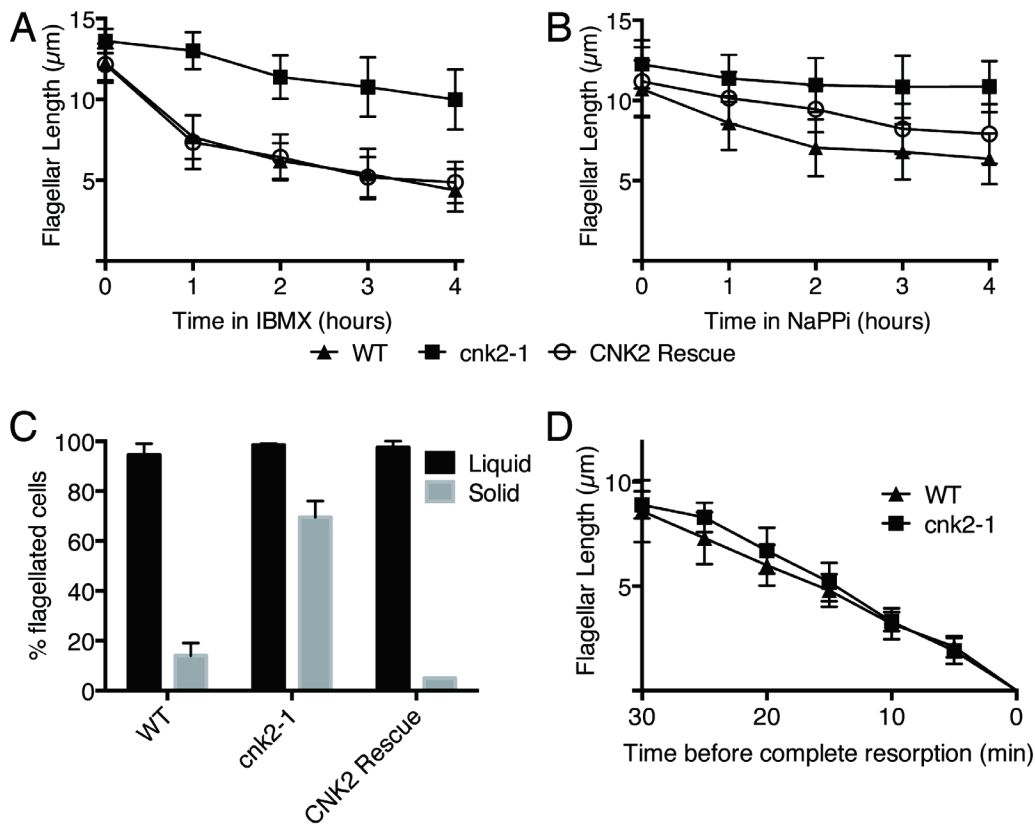 A
15
10
5
Flagellar Length (µm)
0 1 2 3 4
Time in IBMX (hours)
B
15
10
5
Flagellar Length (µm)
0 1 2 3 4
Time in NaPPi (hours)
WT cnk2-1 CNK2 Rescue
C
100
80
60
40
20
0
% flagellated cells
Liquid
Solid
WT
cnk2-1
CNK2 Rescue
D
10
5
Flagellar Length (µm)
WT
cnk2-1
30 20 10 0
Time before complete resorption (min)